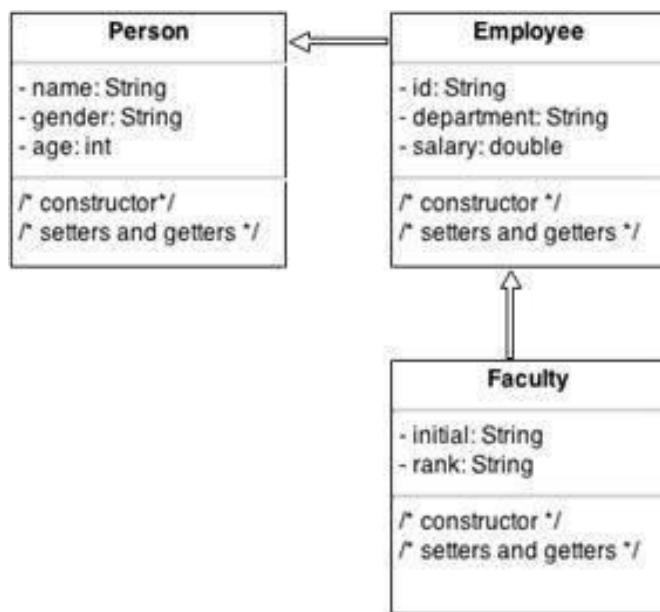 Person
- name: String
- gender: String
- age: int
/* constructor*/
/* setters and getters */
Employee
- id: String
- department: String
- salary: double
/* constructor */
/* setters and getters */
Faculty
- initial: String
- rank: String
/* constructor */
/* setters and getters */